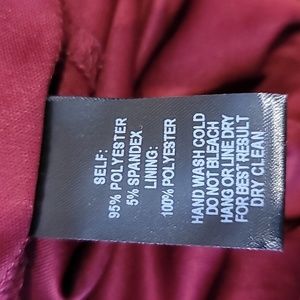 SELF:
95% POLYESTER
5% SPANDEX.
LINING:
100% POLYESTER
HAND WASH COLD
DO NOT BLEACH
HANG OR LINE DRY
FOR BEST RESULT
DRY CLEAN.